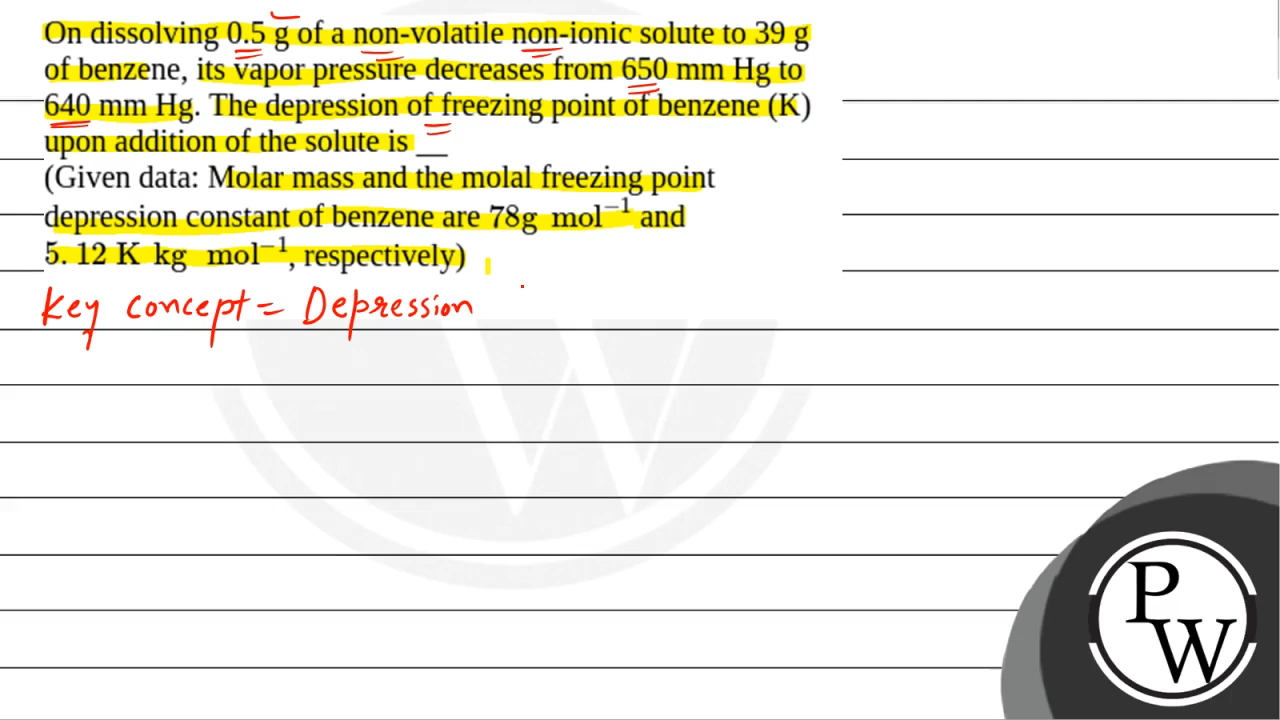 On dissolving 0.5 g of a non-volatile non-ionic solute to 39 g
of benzene, its vapor pressure decreases from 650 mm Hg to
640 mm Hg. The depression of freezing point of benzene (K)
upon addition of the solute is __
(Given data: Molar mass and the molal freezing point
depression constant of benzene are 78g mol⁻¹ and
5. 12 K kg mol⁻¹, respectively)
Key concept = Depression
P
W